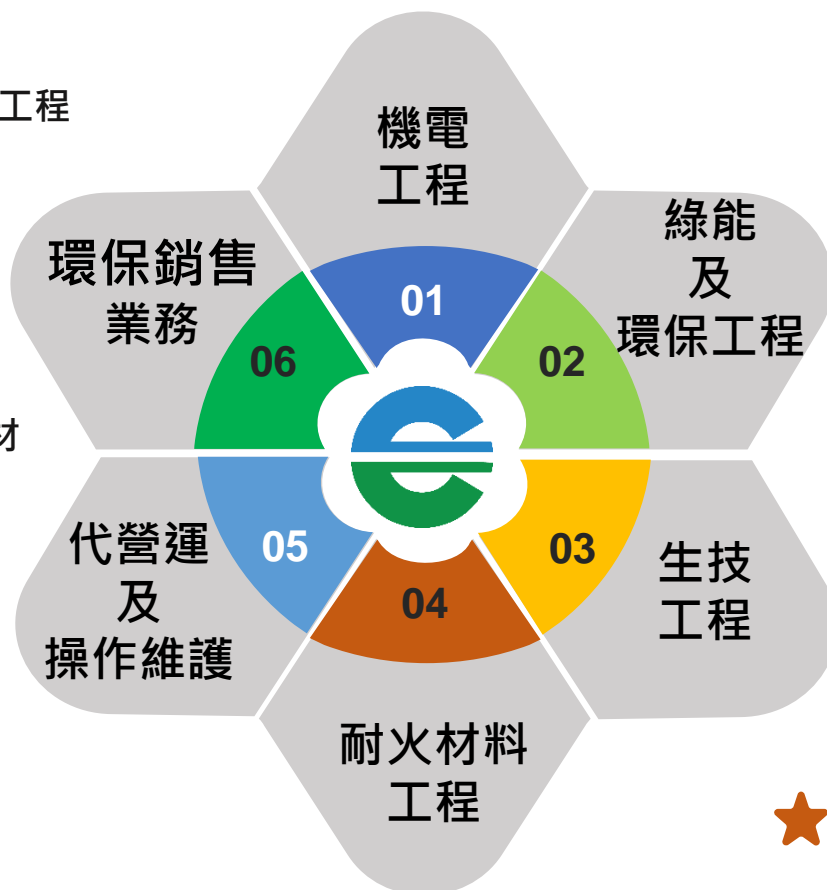 工程
機電
工程
01
綠能
及
環保工程
02
生技
工程
03
耐火材料
工程
04
代營運
及
操作維護
05
環保銷售
業務
06
材